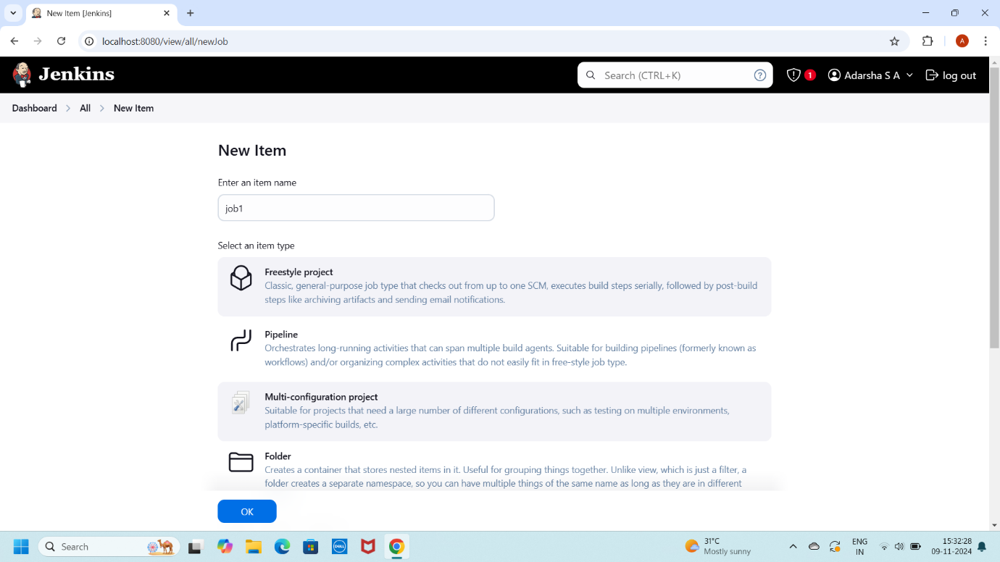 New Item [Jenkins]
localhost:8080/view/all/newJob
A
Jenkins
Search (CTRL+K)
?
1
Adarsha S A
log out
Dashboard
All
New Item
New Item
Enter an item name
job1
Select an item type
Freestyle project
Classic, general-purpose job type that checks out from up to one SCM, executes build steps serially, followed by post-build
steps like archiving artifacts and sending email notifications.
Pipeline
Orchestrates long-running activities that can span multiple build agents. Suitable for building pipelines (formerly known as
workflows) and/or organizing complex activities that do not easily fit in free-style job type.
Multi-configuration project
Suitable for projects that need a large number of different configurations, such as testing on multiple environments,
platform-specific builds, etc.
Folder
Creates a container that stores nested items in it. Useful for grouping things together. Unlike view, which is just a filter, a
folder creates a separate namespace, so you can have multiple things of the same name as long as they are in different
OK
Search
DELL
31°C
Mostly sunny
ENG
IN
15:32:28
09-11-2024